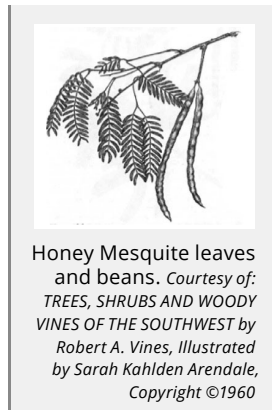 Honey Mesquite leaves
and beans. Courtesy of:
TREES, SHRUBS AND WOODY
VINES OF THE SOUTHWEST by
Robert A. Vines, Illustrated
by Sarah Kahlden Arendale,
Copyright ©1960